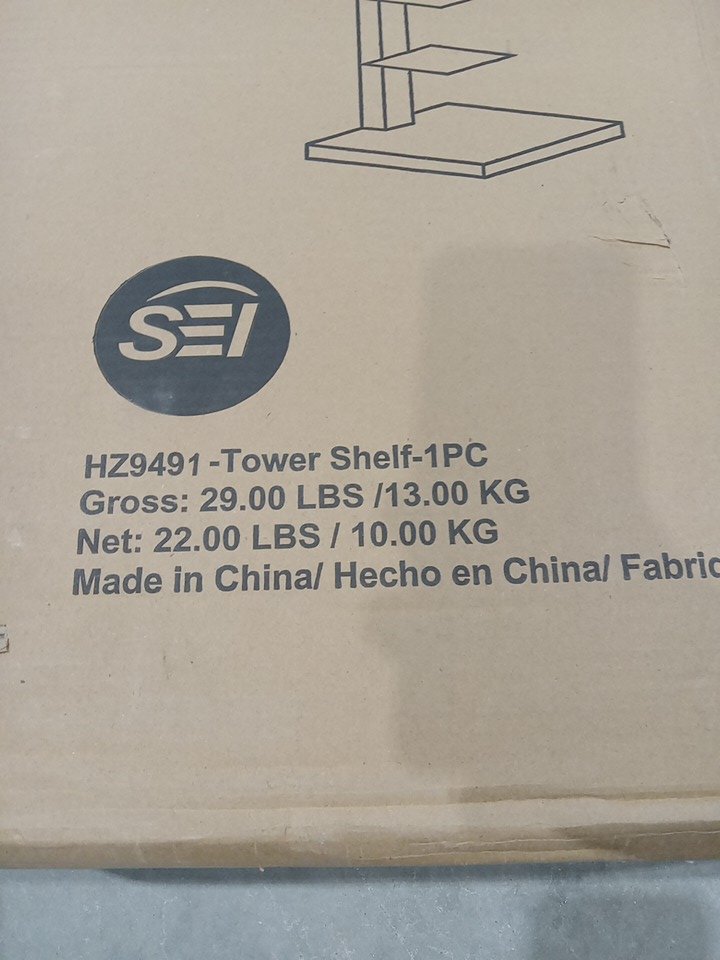 SEI
HZ9491-Tower Shelf-1PC
Gross: 29.00 LBS /13.00 KG
Net: 22.00 LBS / 10.00 KG
Made in China/ Hecho en China/ Fabric